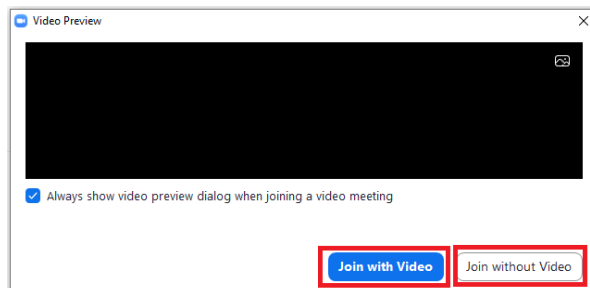 Video Preview
Always show video preview dialog when joining a video meeting
Join with Video
Join without Video